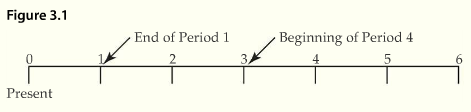 Figure 3.1
End of Period 1 Beginning of Period 4
0 1 2 3 4 5 6
Present